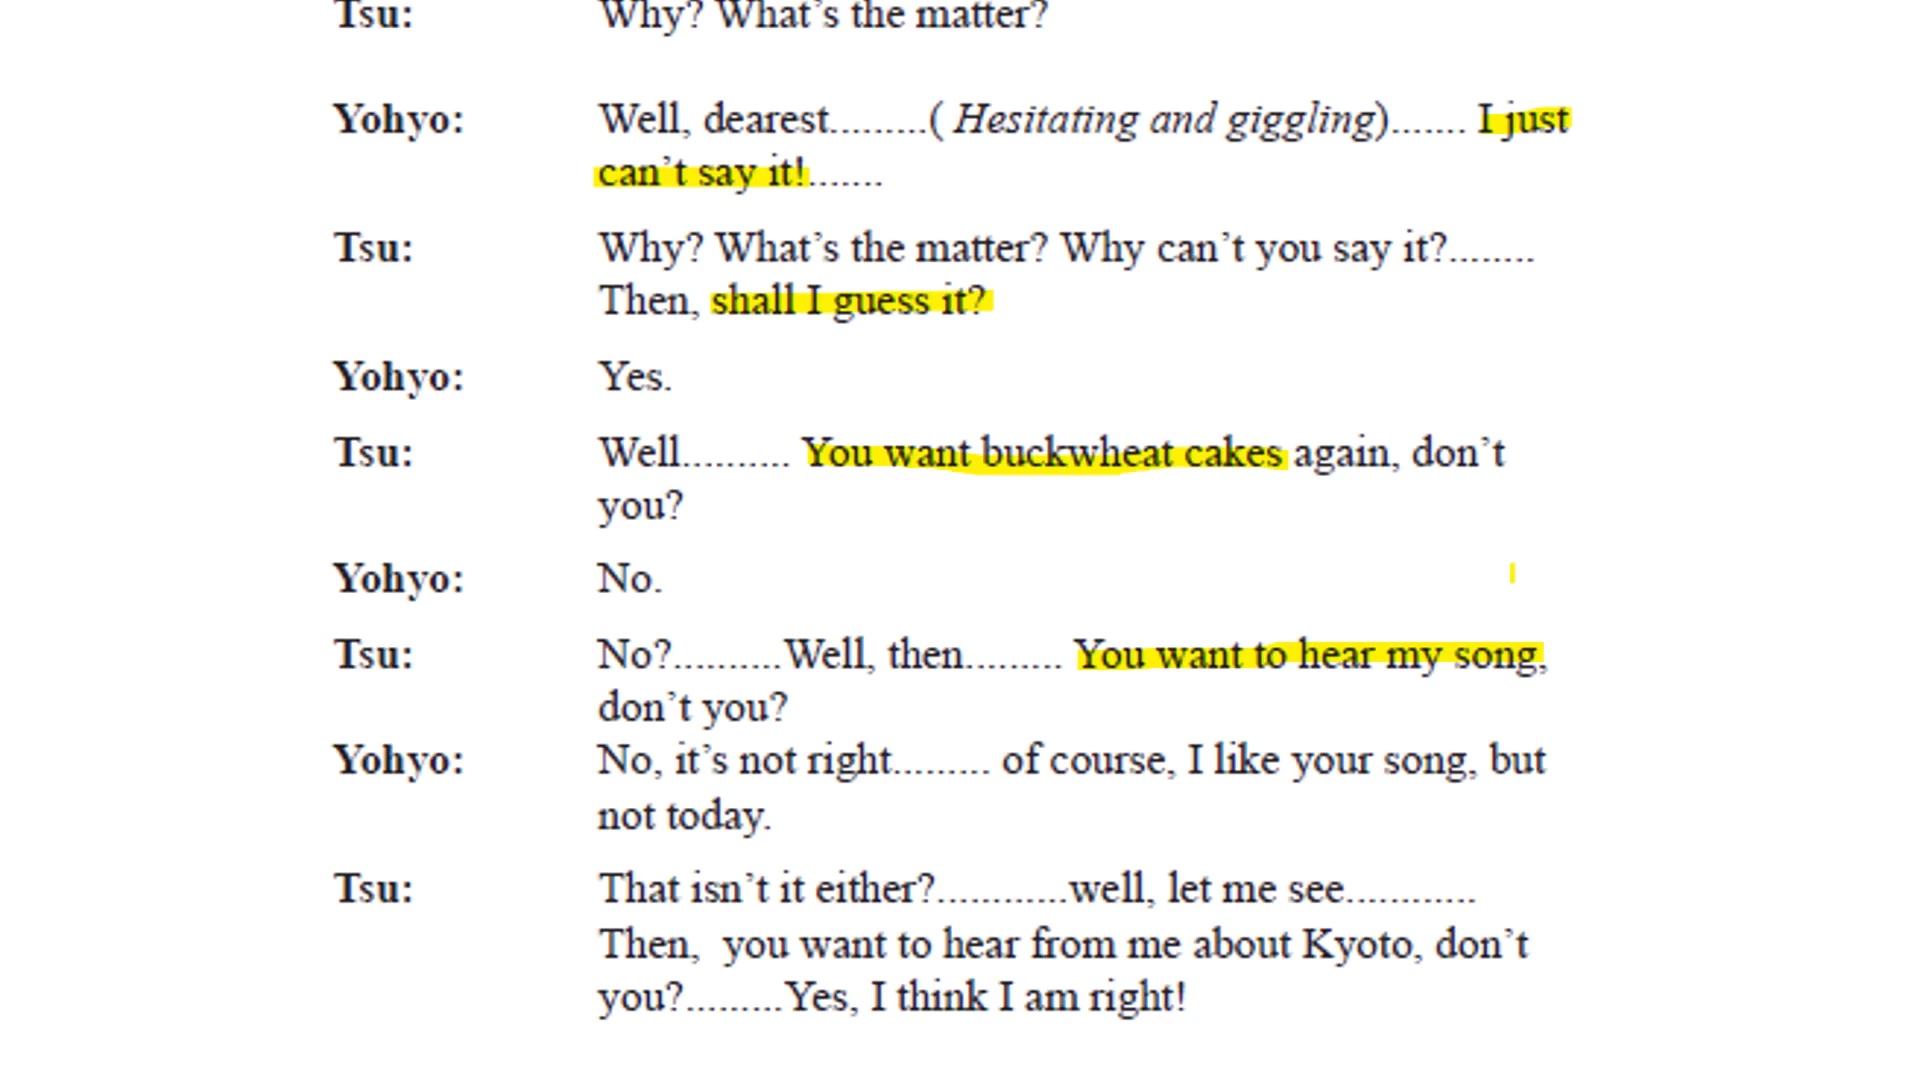 Tsu: Why? What's the matter?
Yohyo: Well, dearest.........( Hesitating and giggling)....... I just
can't say it!.......
Tsu: Why? What's the matter? Why can't you say it?........
Then, shall I guess it?
Yohyo: Yes.
Tsu: Well.......... You want buckwheat cakes again, don't
you?
Yohyo: No.
Tsu: No?..........Well, then......... You want to hear my song,
don't you?
Yohyo: No, it's not right......... of course, I like your song, but
not today.
Tsu: That isn't it either?............well, let me see............
Then, you want to hear from me about Kyoto, don't
you?.........Yes, I think I am right!